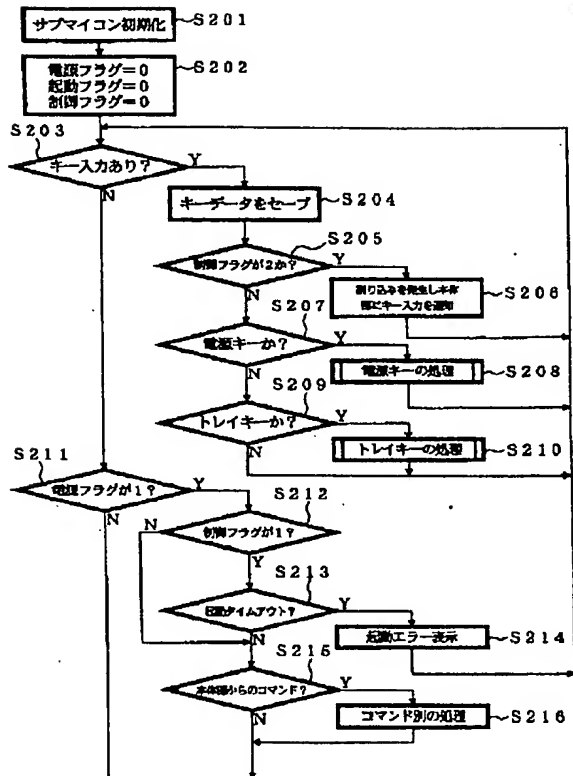 サブマイコン初期化
S201
電源フラグ=0
起動フラグ=0
制御フラグ=0
S202
S203
キー入力あり?
Y
N
キーデータをセーブ
S204
S205
制御フラグが2か?
Y
N
割り込みを発生し本体
部にキー入力を通知
S206
S207
電源キーか?
Y
N
電源キーの処理
S208
S209
トレイキーか?
Y
N
トレイキーの処理
S210
S211
電源フラグが1?
Y
N
S212
制御フラグが1?
N
Y
S213
起動タイムアウト?
Y
N
起動エラー表示
S214
S215
本体部からのコマンド?
Y
N
コマンド別の処理
S216